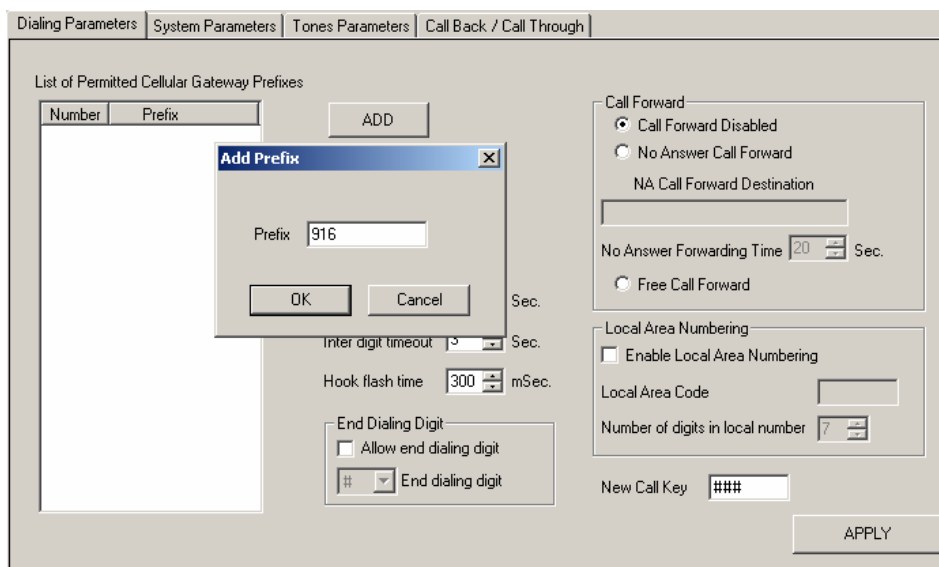 Dialing Parameters
System Parameters
Tones Parameters
Call Back / Call Through
List of Permitted Cellular Gateway Prefixes
Number Prefix
ADD
Add Prefix
Prefix 916
OK Cancel
Sec.
Inter digit timeout 3 Sec.
Hook flash time 300 mSec.
End Dialing Digit
Allow end dialing digit
# End dialing digit
Call Forward
Call Forward Disabled
No Answer Call Forward
NA Call Forward Destination
No Answer Forwarding Time 20 Sec.
Free Call Forward
Local Area Numbering
Enable Local Area Numbering
Local Area Code
Number of digits in local number 7
New Call Key ###
APPLY